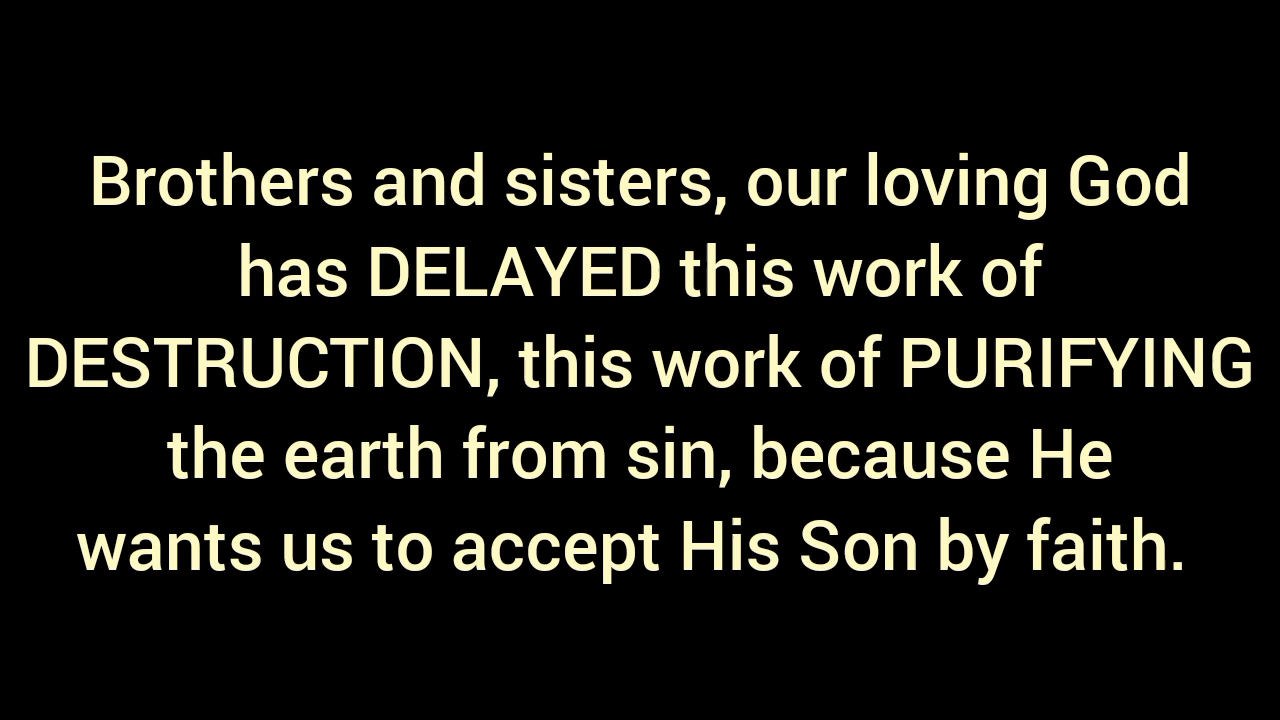 Brothers and sisters, our loving God
has DELAYED this work of
DESTRUCTION, this work of PURIFYING
the earth from sin, because He
wants us to accept His Son by faith.